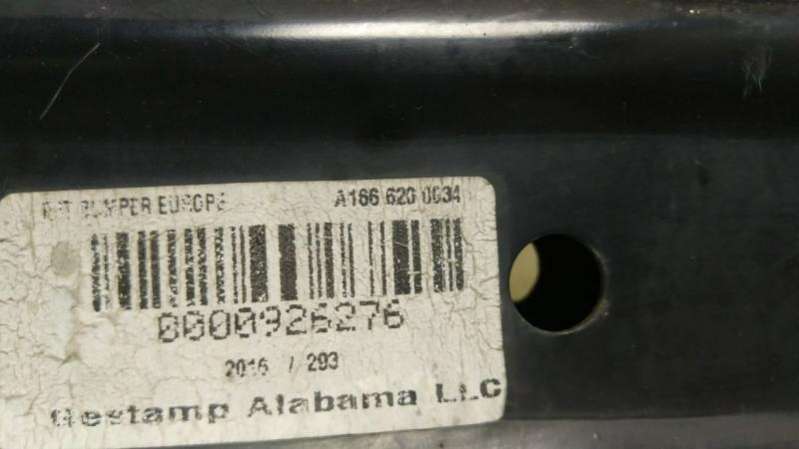 BUMPER EUROPE A166 620 0034
0000926276
2016 / 293
Gestamp Alabama LLC